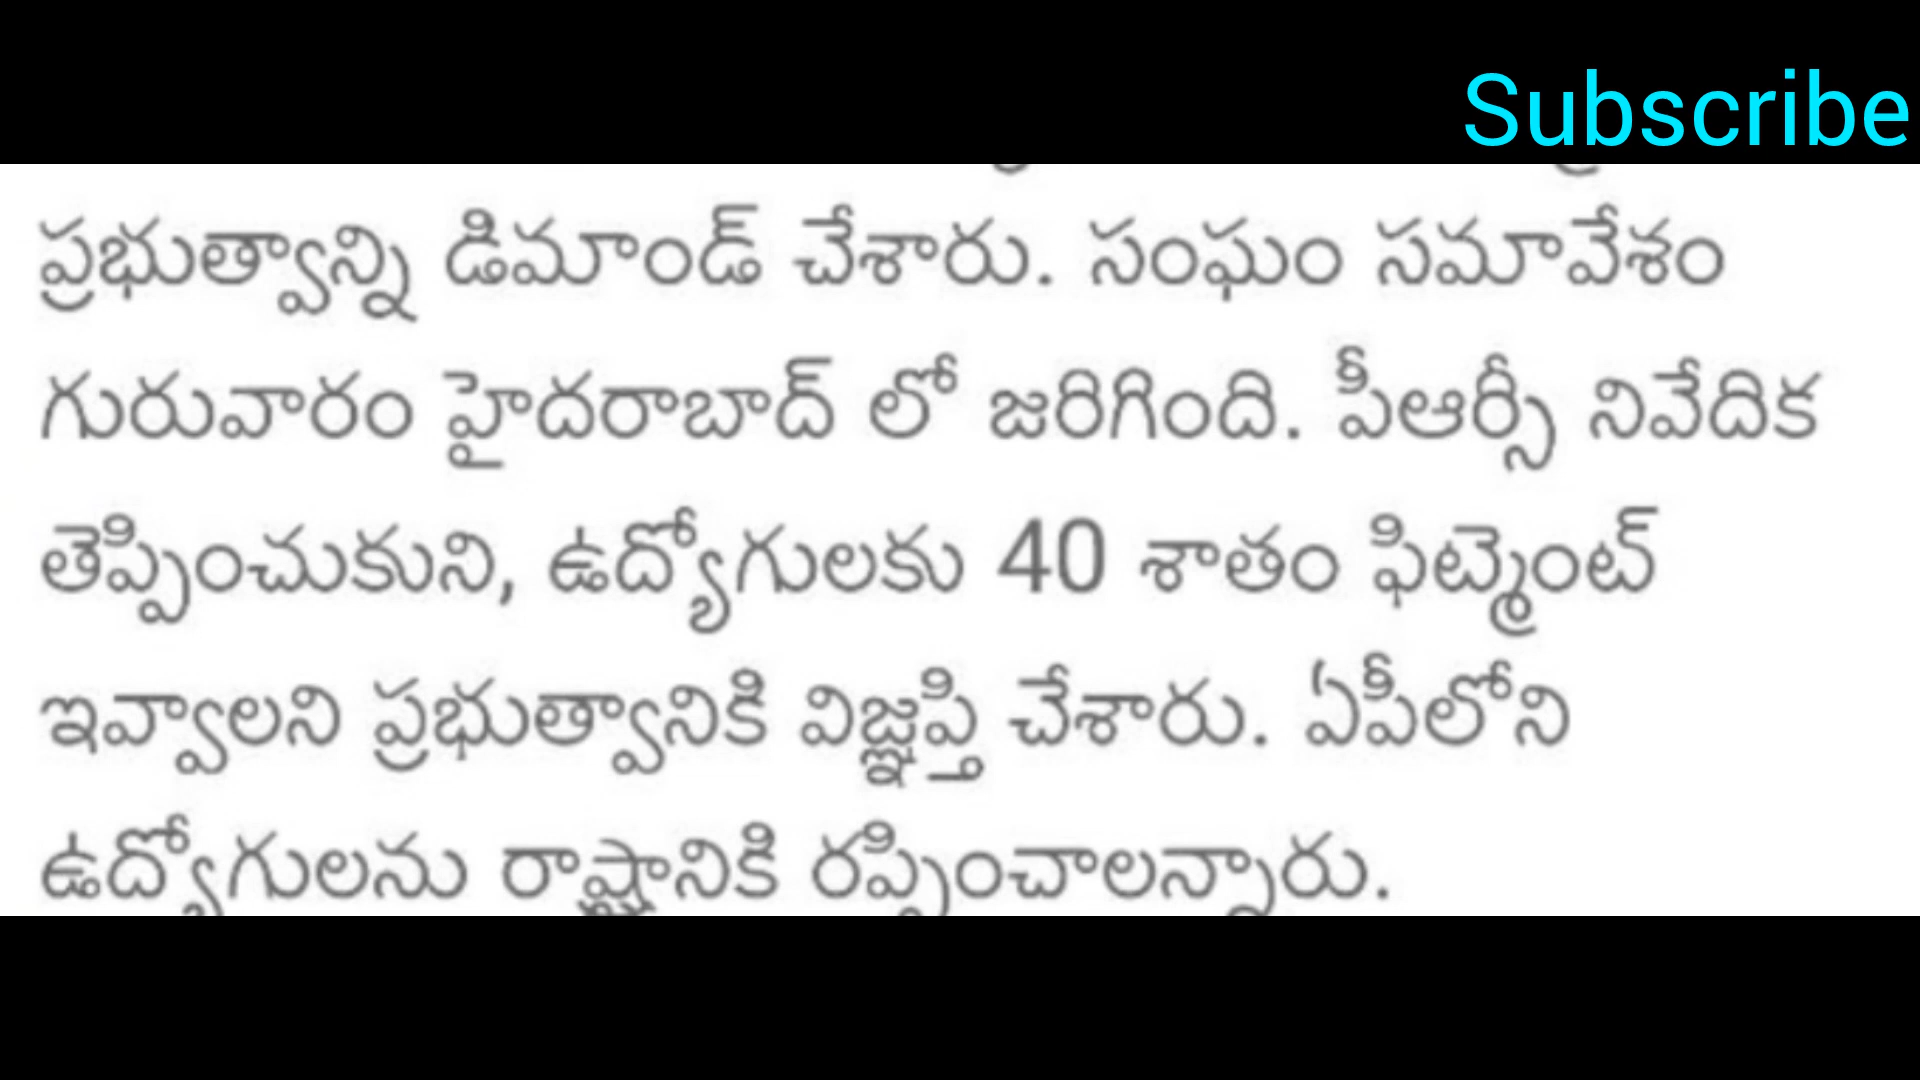 Subscribe
ప్రభుత్వాన్ని డిమాండ్ చేశారు. సంఘం సమావేశం
గురువారం హైదరాబాద్ లో జరిగింది. పీఆర్సీ నివేదిక
తెప్పించుకుని, ఉద్యోగులకు 40 శాతం ఫిట్మెంట్
ఇవ్వాలని ప్రభుత్వానికి విజ్ఞప్తి చేశారు. ఏపీలోని
ఉద్యోగులను రాష్ట్రానికి రప్పించాలన్నారు.